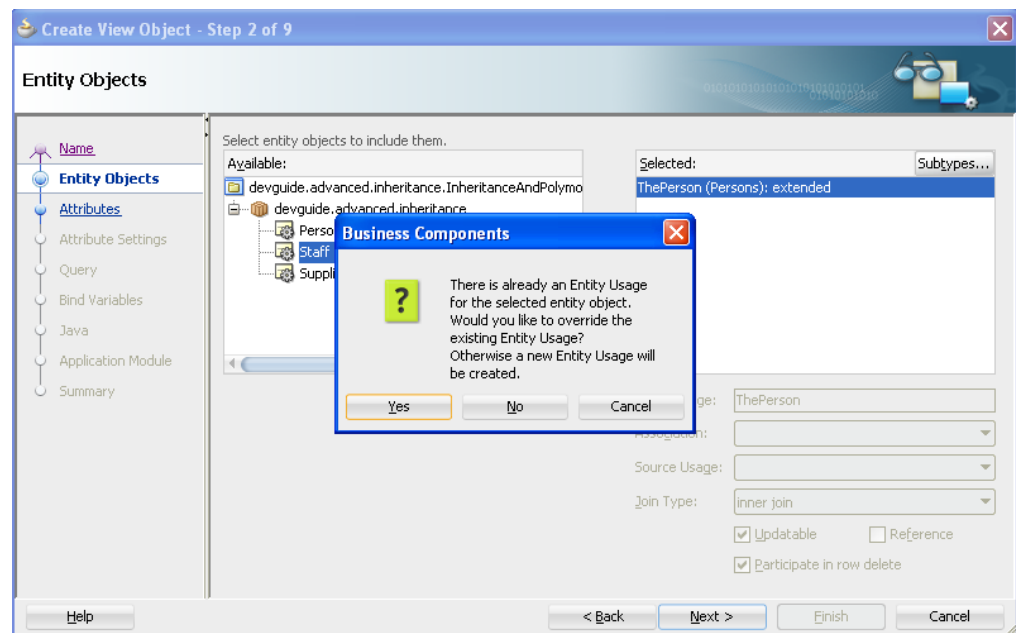 Create View Object - Step 2 of 9
Entity Objects
Name
Entity Objects
Attributes
Attribute Settings
Query
Bind Variables
Java
Application Module
Summary
Select entity objects to include them.
Available:
devguide.advanced.inheritance.InheritanceAndPolymo
devguide.advanced.inheritance
Perso
Staff
Suppli
Selected:
Subtypes...
ThePerson (Persons): extended
Business Components
?
There is already an Entity Usage
for the selected entity object.
Would you like to override the
existing Entity Usage?
Otherwise a new Entity Usage will
be created.
Yes
No
Cancel
ge:
ThePerson
Association:
Source Usage:
Join Type:
inner join
Updatable
Reference
Participate in row delete
Help
< Back
Next >
Finish
Cancel